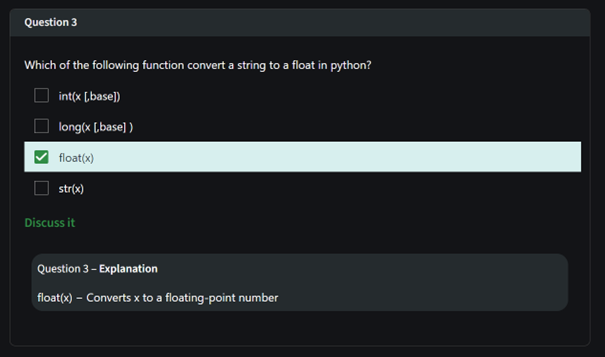 Question 3
Which of the following function convert a string to a float in python?
int(x [,base])
long(x [,base] )
float(x)
str(x)
Discuss it
Question 3 – Explanation
float(x) − Converts x to a floating-point number